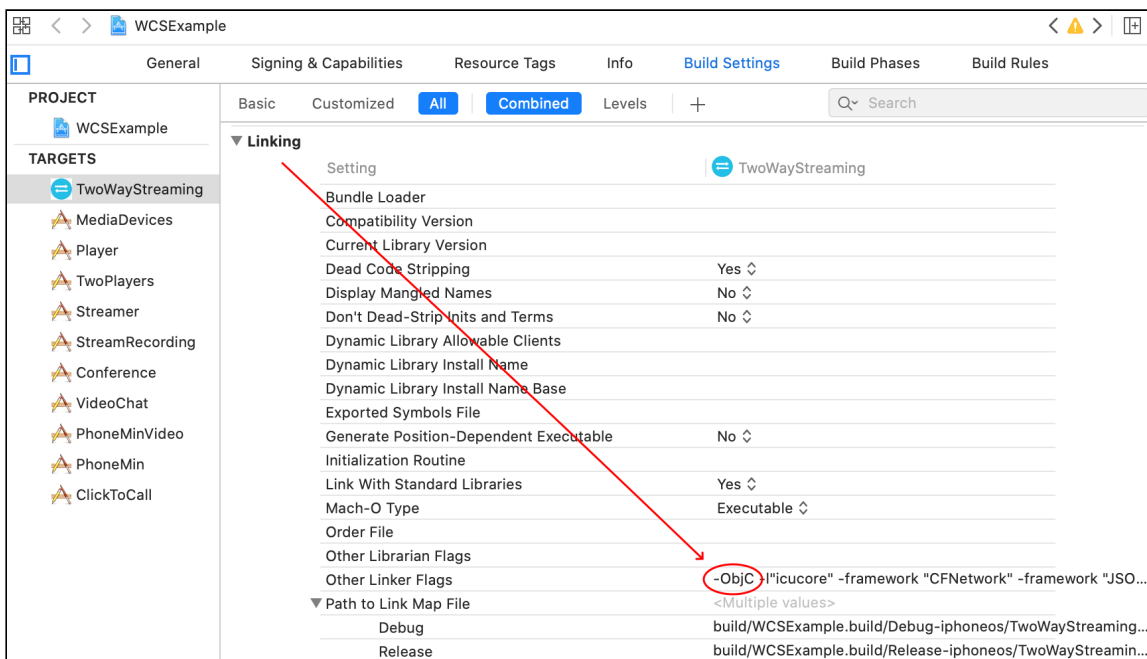 WCSExample
General Signing & Capabilities Resource Tags Info Build Settings Build Phases Build Rules
PROJECT
WCSExample
TARGETS
TwoWayStreaming
MediaDevices
Player
TwoPlayers
Streamer
StreamRecording
Conference
VideoChat
PhoneMinVideo
PhoneMin
ClickToCall
Basic Customized All Combined Levels + Search
Linking
Setting TwoWayStreaming
Bundle Loader
Compatibility Version
Current Library Version
Dead Code Stripping Yes
Display Mangled Names No
Don't Dead-Strip Inits and Terms No
Dynamic Library Allowable Clients
Dynamic Library Install Name
Dynamic Library Install Name Base
Exported Symbols File
Generate Position-Dependent Executable No
Initialization Routine
Link With Standard Libraries Yes
Mach-O Type Executable
Order File
Other Librarian Flags
Other Linker Flags -ObjC -l"icucore" -framework "CFNetwork" -framework "JSO...
Path to Link Map File <Multiple values>
Debug build/WCSExample.build/Debug-iphoneos/TwoWayStreaming...
Release build/WCSExample.build/Release-iphoneos/TwoWayStreamin...